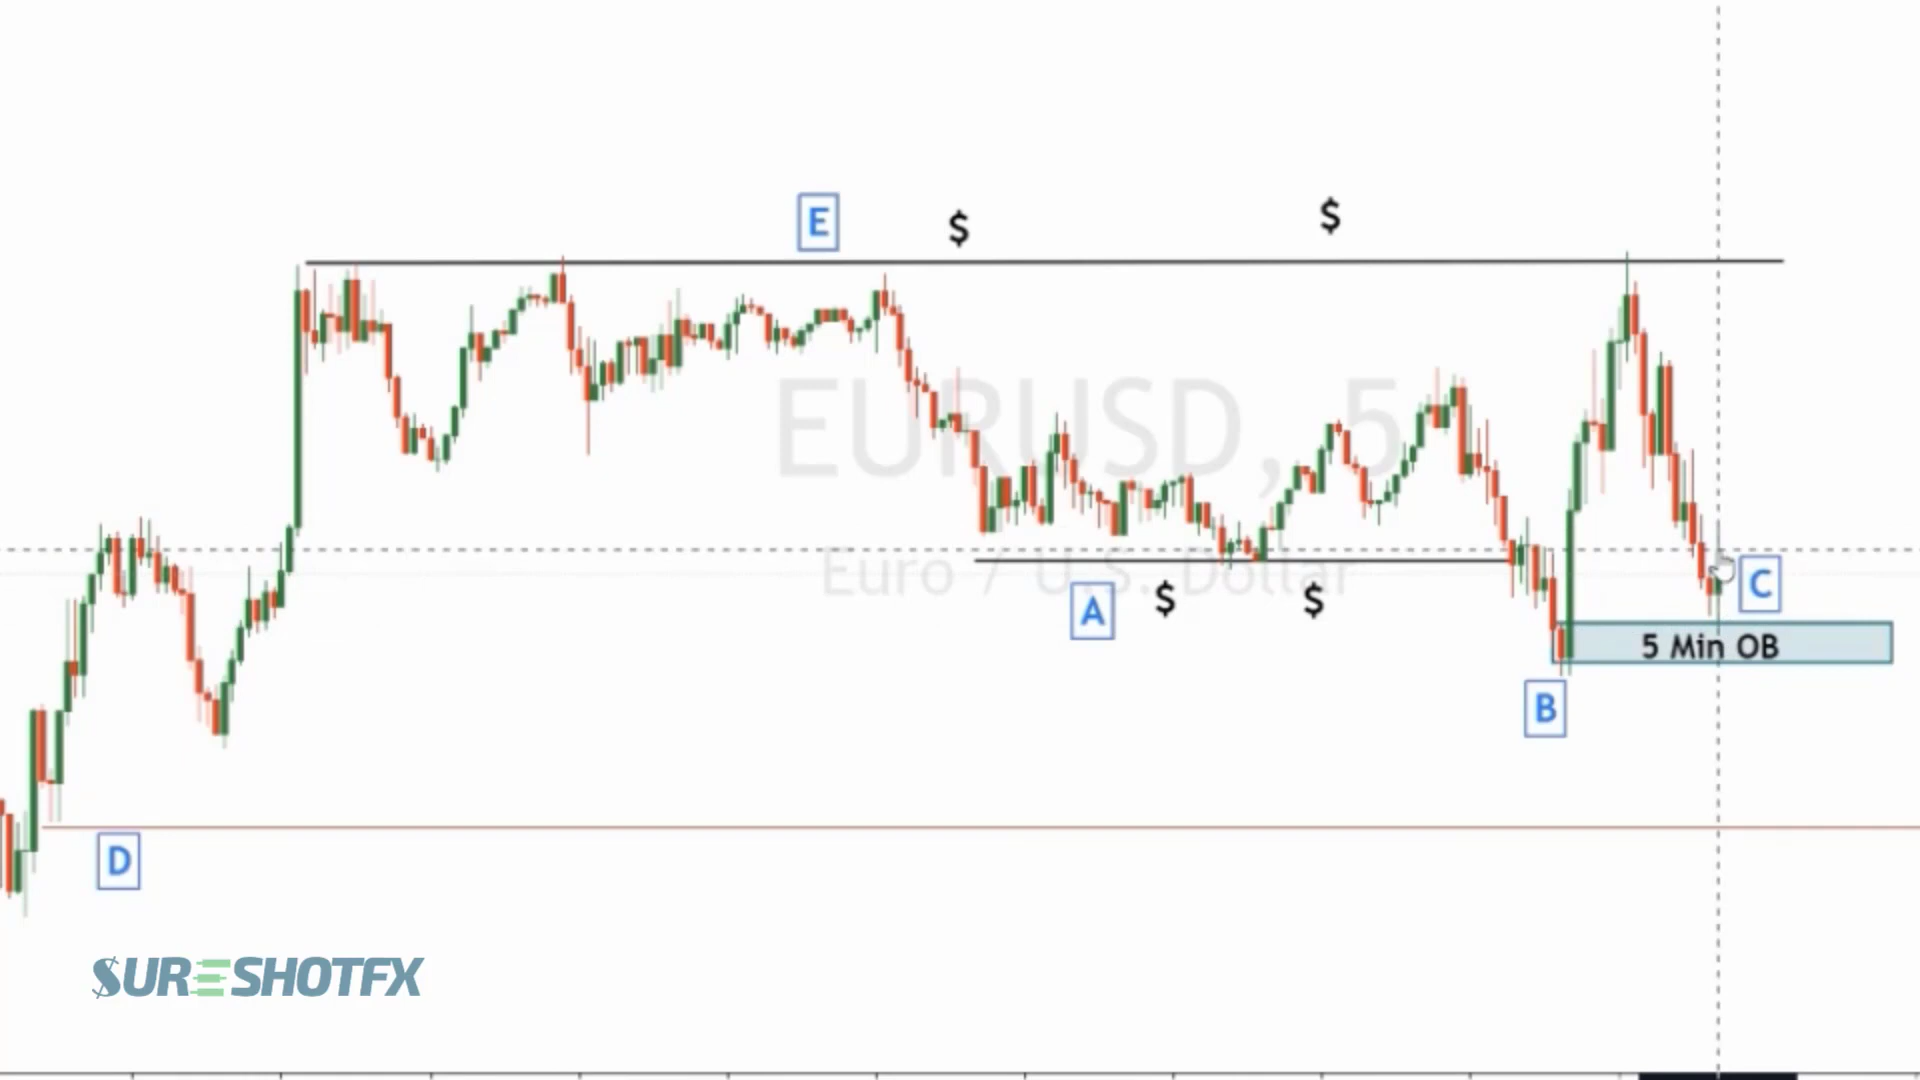 E
$
$
EURUSD, 5
Euro / U.S. Dollar
A
$
$
C
5 Min OB
B
D
SURESHOTFX